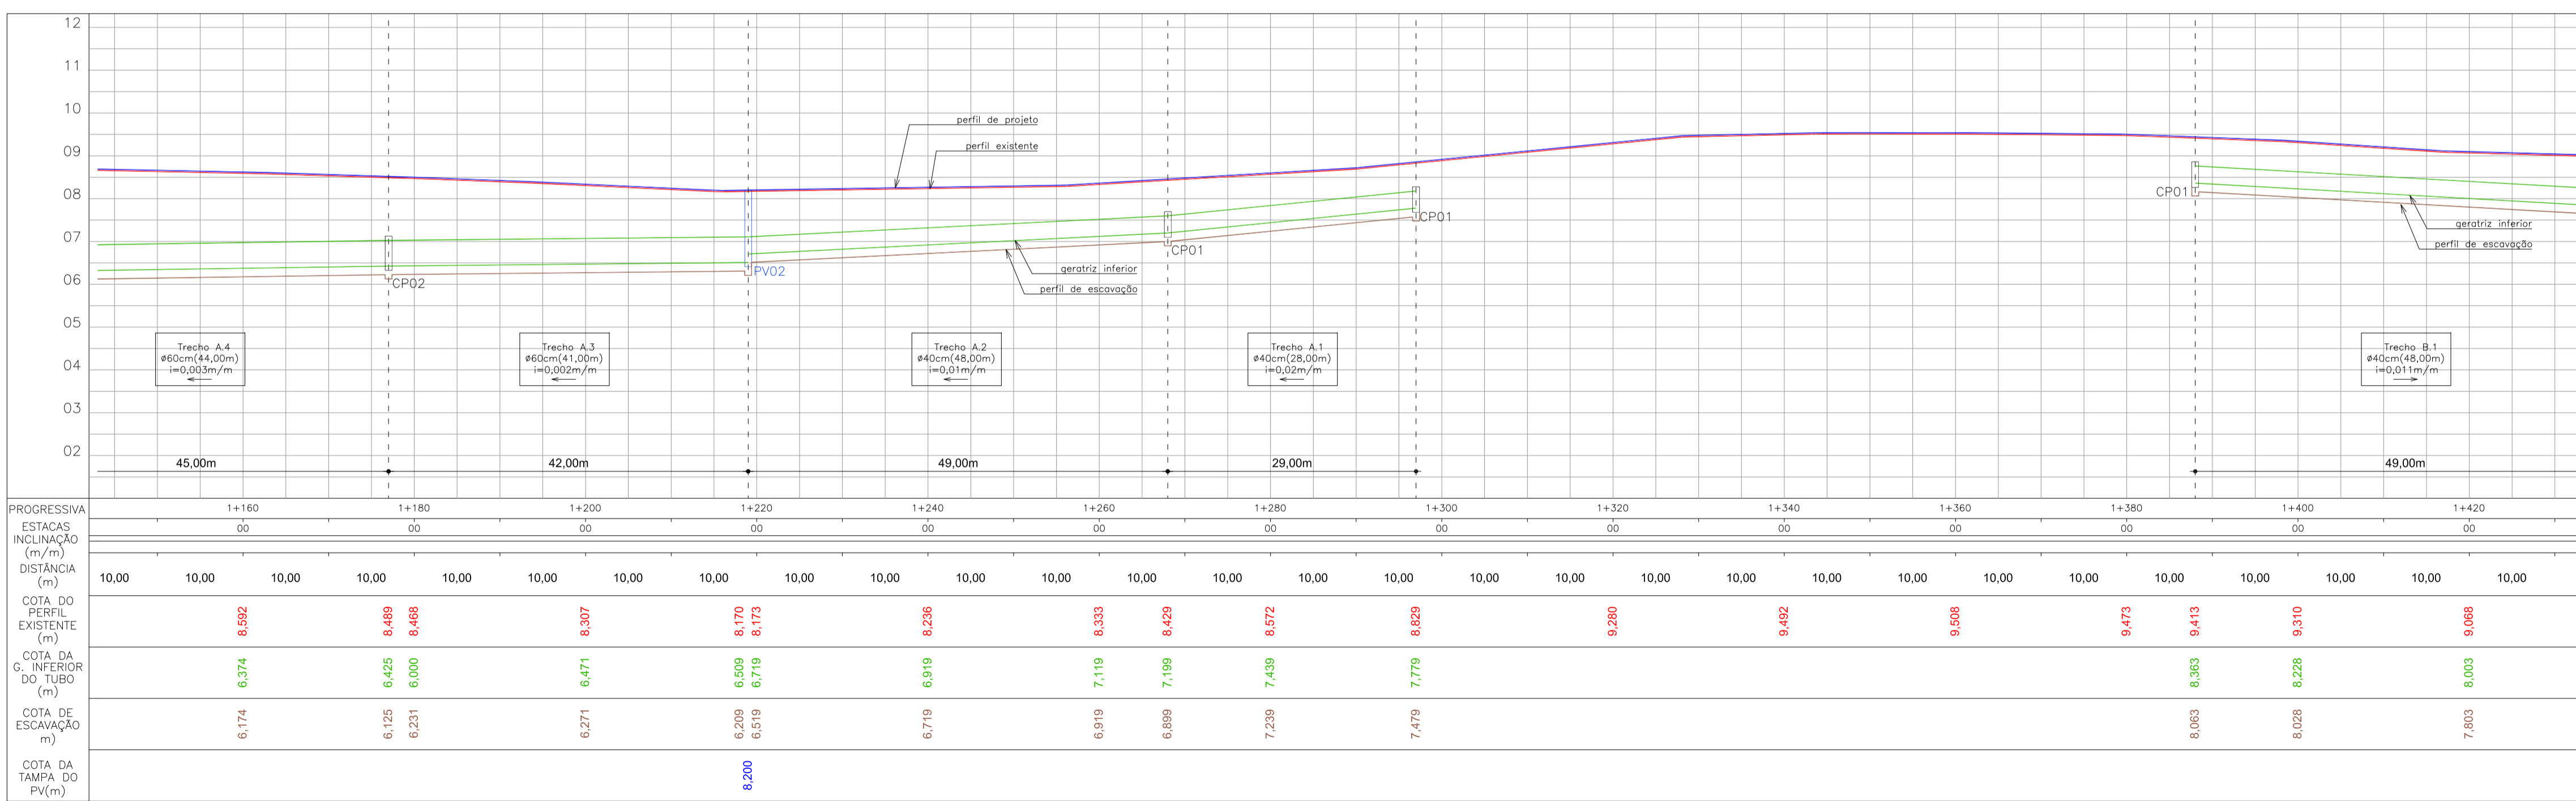 12
11
10
09
08
07
06
05
04
03
02
perfil de projeto
perfil existente
geratriz inferior
perfil de escavação
geratriz inferior
perfil de escavação
CP02
PV02
CP01
CP01
CP01
Trecho A.4
ø60cm(44,00m)
i=0,003m/m
Trecho A.3
ø60cm(41,00m)
i=0,002m/m
Trecho A.2
ø40cm(48,00m)
i=0,01m/m
Trecho A.1
ø40cm(28,00m)
i=0,02m/m
Trecho B.1
ø40cm(48,00m)
i=0,011m/m
45,00m 42,00m 49,00m 29,00m 49,00m
PROGRESSIVA 1+160 1+180 1+200 1+220 1+240 1+260 1+280 1+300 1+320 1+340 1+360 1+380 1+400 1+420
ESTACAS 00 00 00 00 00 00 00 00 00 00 00 00 00 00
INCLINAÇÃO
(m/m)
DISTÂNCIA
(m)
10,00 10,00 10,00 10,00 10,00 10,00 10,00 10,00 10,00 10,00 10,00 10,00 10,00 10,00 10,00 10,00 10,00 10,00 10,00 10,00 10,00 10,00 10,00 10,00 10,00 10,00 10,00 10,00 10,00
COTA DO
PERFIL
EXISTENTE
(m)
8,592 8,489 8,468 8,307 8,170 8,173 8,236 8,333 8,429 8,572 8,829 9,280 9,492 9,508 9,473 9,413 9,310 9,068
COTA DA
G. INFERIOR
DO TUBO
(m)
6,374 6,425 6,000 6,471 6,509 6,719 6,919 7,119 7,199 7,439 7,779 8,363 8,228 8,003
COTA DE
ESCAVAÇÃO
m)
6,174 6,125 6,231 6,271 6,209 6,519 6,719 6,919 6,899 7,239 7,479 8,063 8,028 7,803
COTA DA
TAMPA DO
PV(m)
8,200